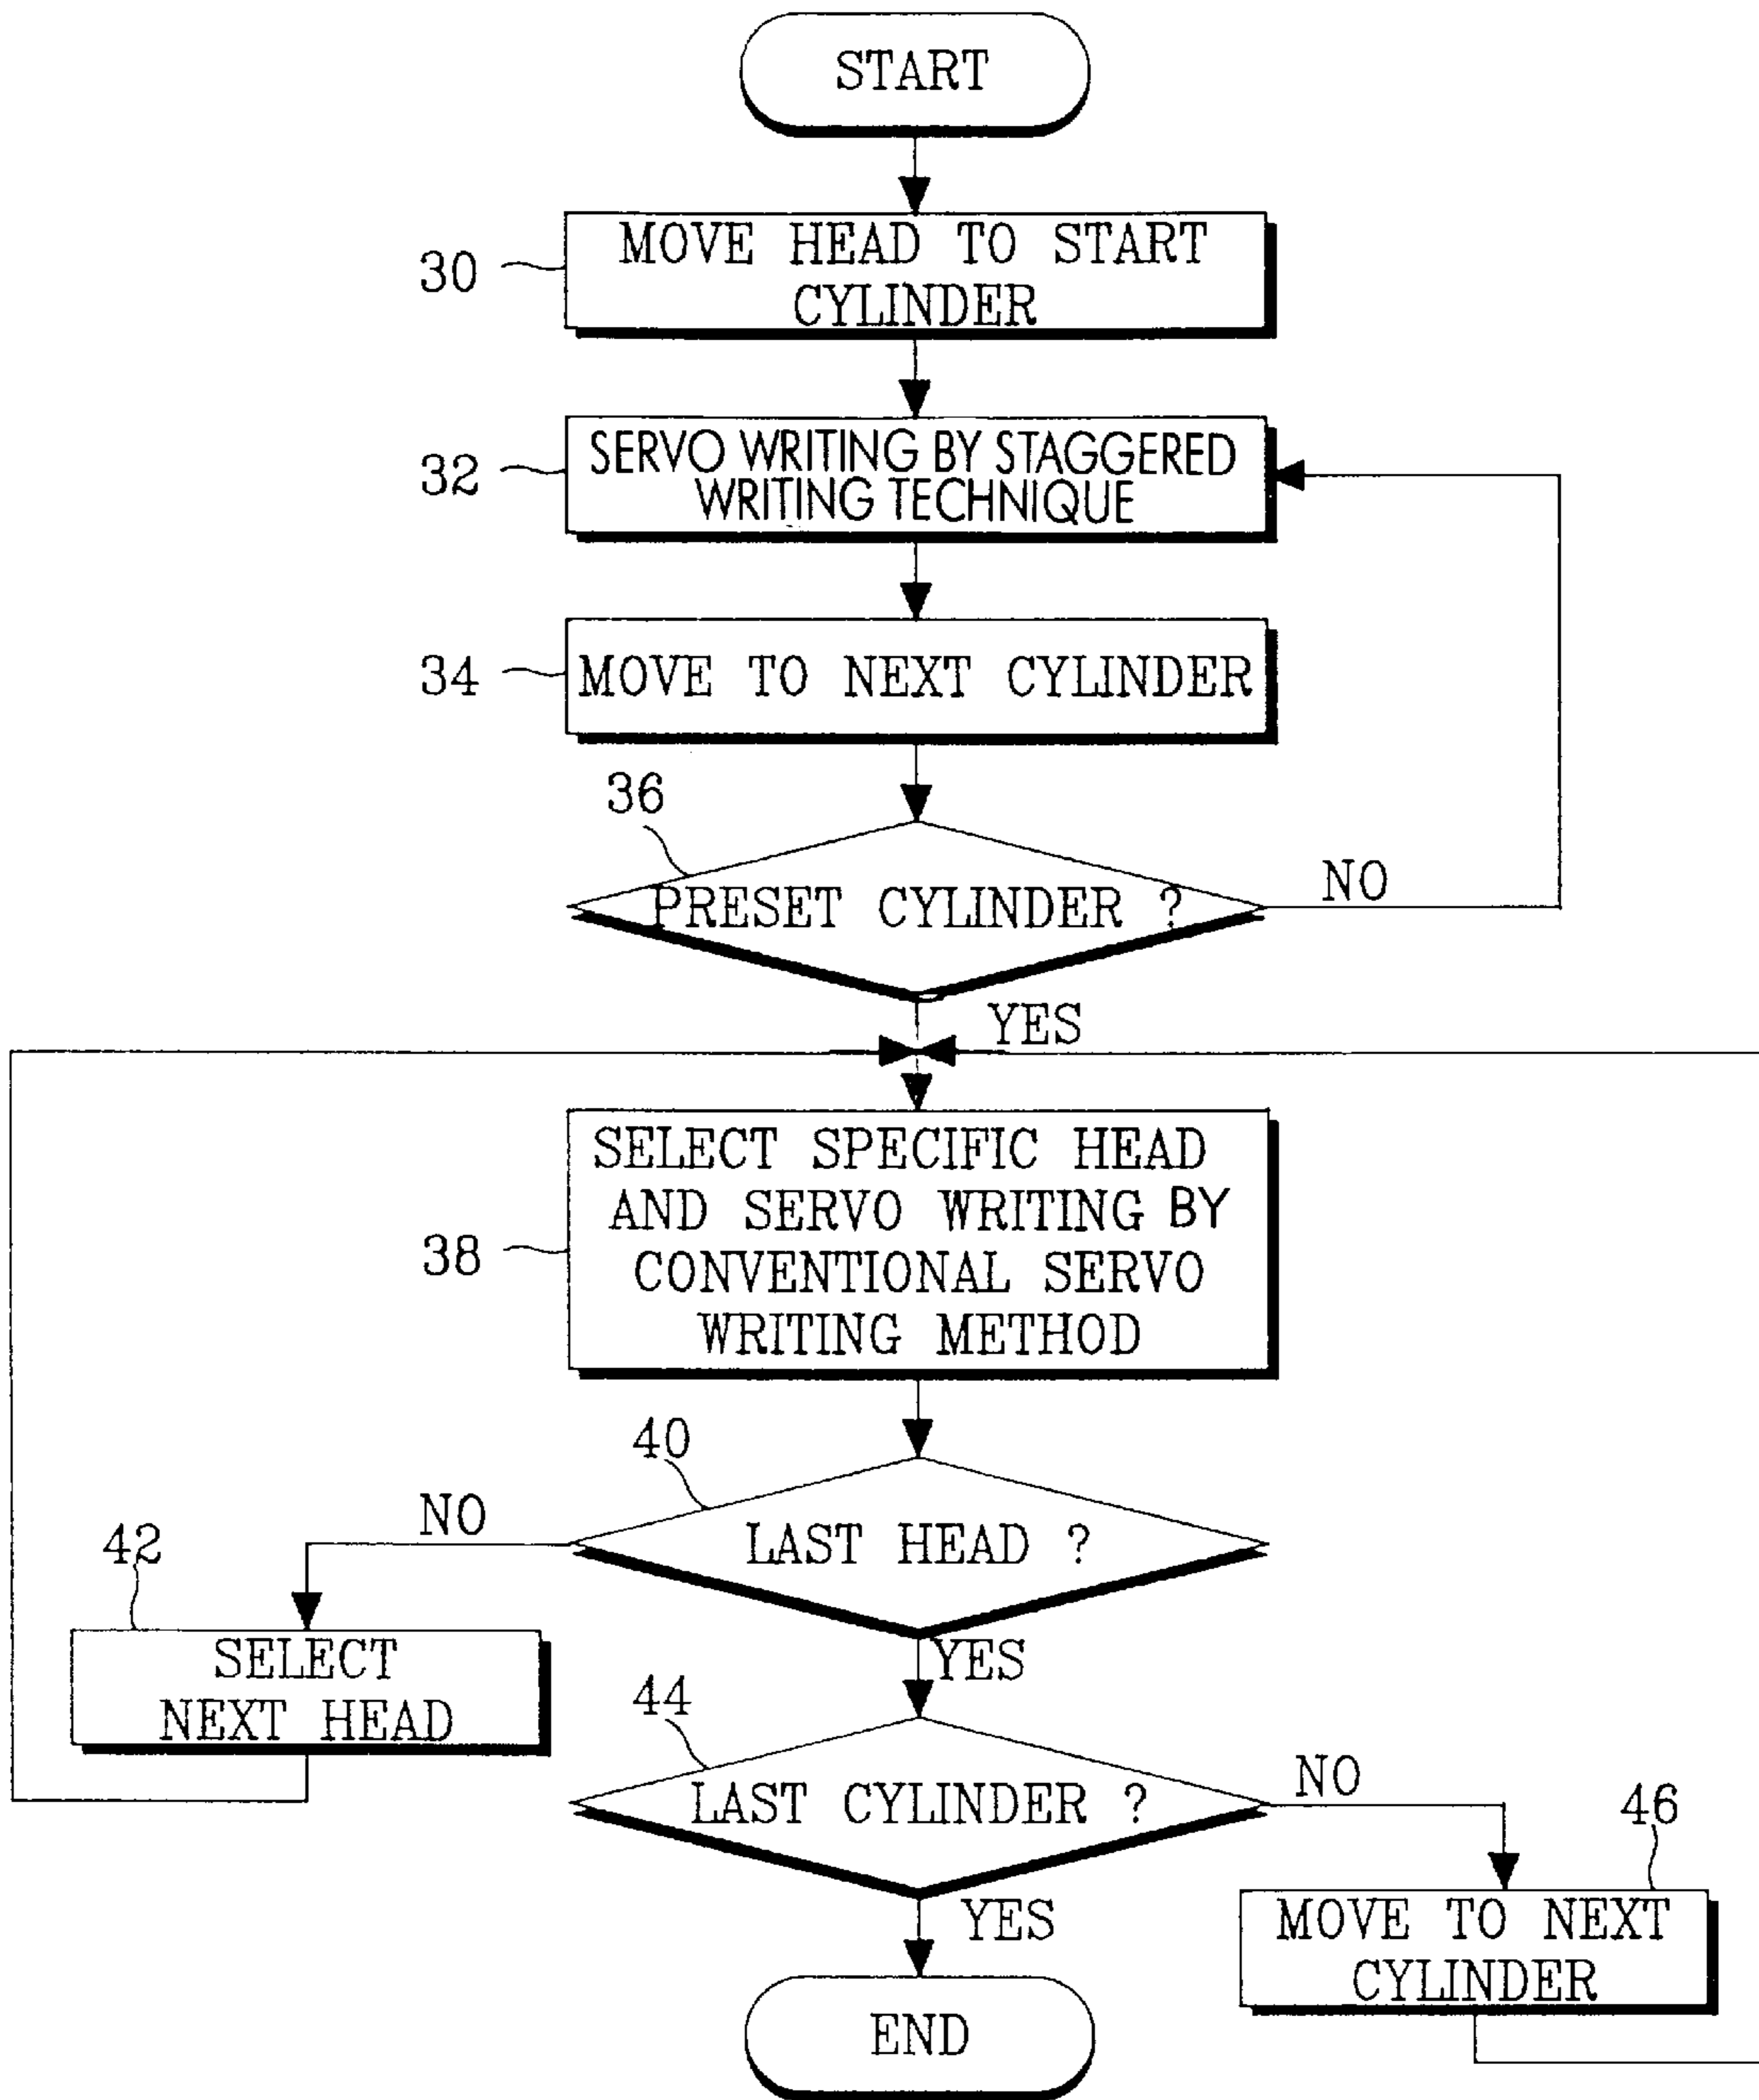 START
30
MOVE HEAD TO START
CYLINDER
32
SERVO WRITING BY STAGGERED
WRITING TECHNIQUE
34
MOVE TO NEXT CYLINDER
36
PRESET CYLINDER ?
NO
YES
38
SELECT SPECIFIC HEAD
AND SERVO WRITING BY
CONVENTIONAL SERVO
WRITING METHOD
40
LAST HEAD ?
NO
42
SELECT
NEXT HEAD
YES
44
LAST CYLINDER ?
NO
46
MOVE TO NEXT
CYLINDER
YES
END